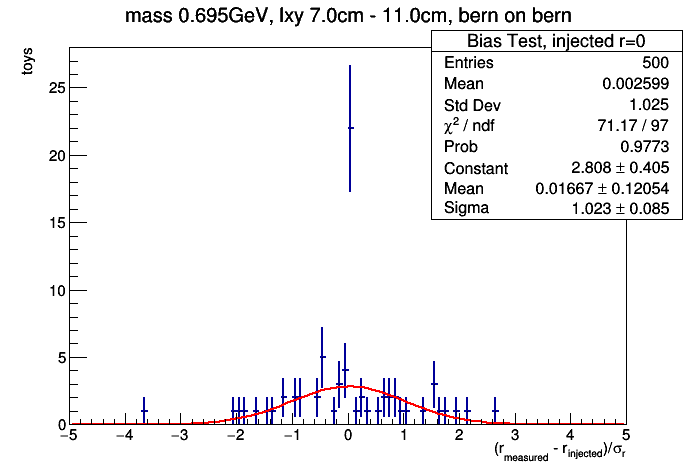 mass 0.695GeV, lxy 7.0cm - 11.0cm, bern on bern
Bias Test, injected r=0
Entries 500
Mean 0.002599
Std Dev 1.025
χ² / ndf 71.17 / 97
Prob 0.9773
Constant 2.808 ± 0.405
Mean 0.01667 ± 0.12054
Sigma 1.023 ± 0.085
toys
25
20
15
10
5
0
−5 −4 −3 −2 −1 0 1 2 3 4 5
(r_measured - r_injected)/σ_r